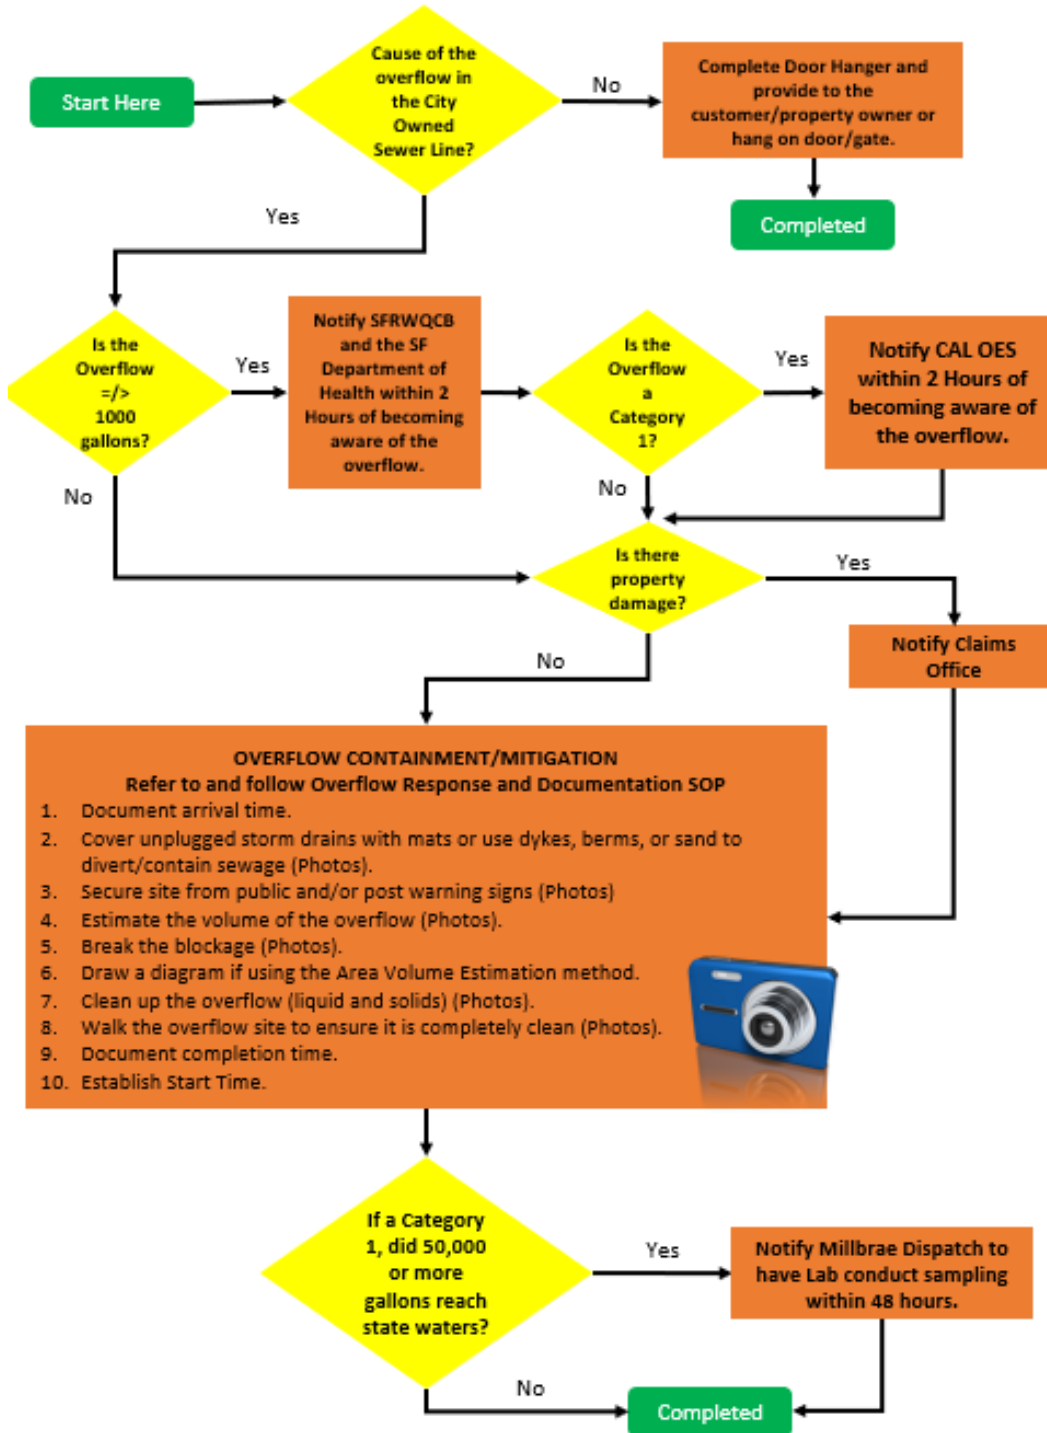 Start Here
Cause of the
overflow in
the City
Owned
Sewer Line?
No
Complete Door Hanger and
provide to the
customer/property owner or
hang on door/gate.
Completed
Yes
Is the
Overflow
=/>
1000
gallons?
Yes
Notify SFRWQCB
and the SF
Department of
Health within 2
Hours of becoming
aware of the
overflow.
Is the
Overflow
a
Category
1?
Yes
Notify CAL OES
within 2 Hours of
becoming aware of
the overflow.
No
No
Is there
property
damage?
Yes
Notify Claims
Office
No
OVERFLOW CONTAINMENT/MITIGATION
Refer to and follow Overflow Response and Documentation SOP
1. Document arrival time.
2. Cover unplugged storm drains with mats or use dykes, berms, or sand to
divert/contain sewage (Photos).
3. Secure site from public and/or post warning signs (Photos)
4. Estimate the volume of the overflow (Photos).
5. Break the blockage (Photos).
6. Draw a diagram if using the Area Volume Estimation method.
7. Clean up the overflow (liquid and solids) (Photos).
8. Walk the overflow site to ensure it is completely clean (Photos).
9. Document completion time.
10. Establish Start Time.
If a Category
1, did 50,000
or more
gallons reach
state waters?
Yes
Notify Millbrae Dispatch to
have Lab conduct sampling
within 48 hours.
No
Completed